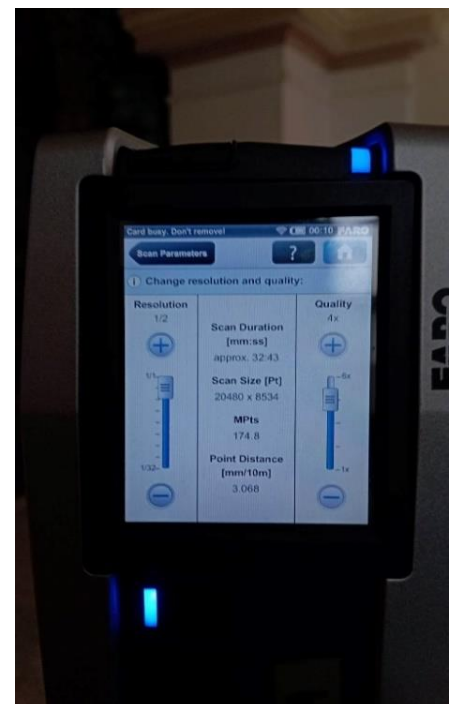 Card busy. Don't remove! 00:10 FARO
Scan Parameters ?
i Change resolution and quality:
Resolution
1/2
Quality
4x
Scan Duration
[mm:ss]
approx. 32:43
1/1
6x
Scan Size [Pt]
20480 x 8534
MPts
174.8
1/32
1x
Point Distance
[mm/10m]
3.068
FARO